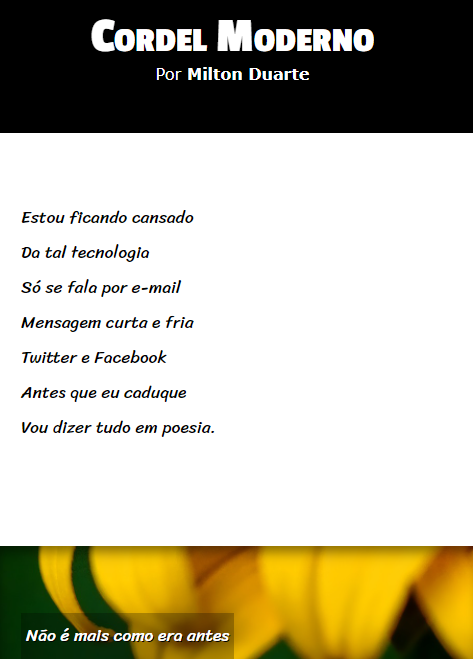 Cordel Moderno
Por Milton Duarte
Estou ficando cansado
Da tal tecnologia
Só se fala por e-mail
Mensagem curta e fria
Twitter e Facebook
Antes que eu caduque
Vou dizer tudo em poesia.
Não é mais como era antes